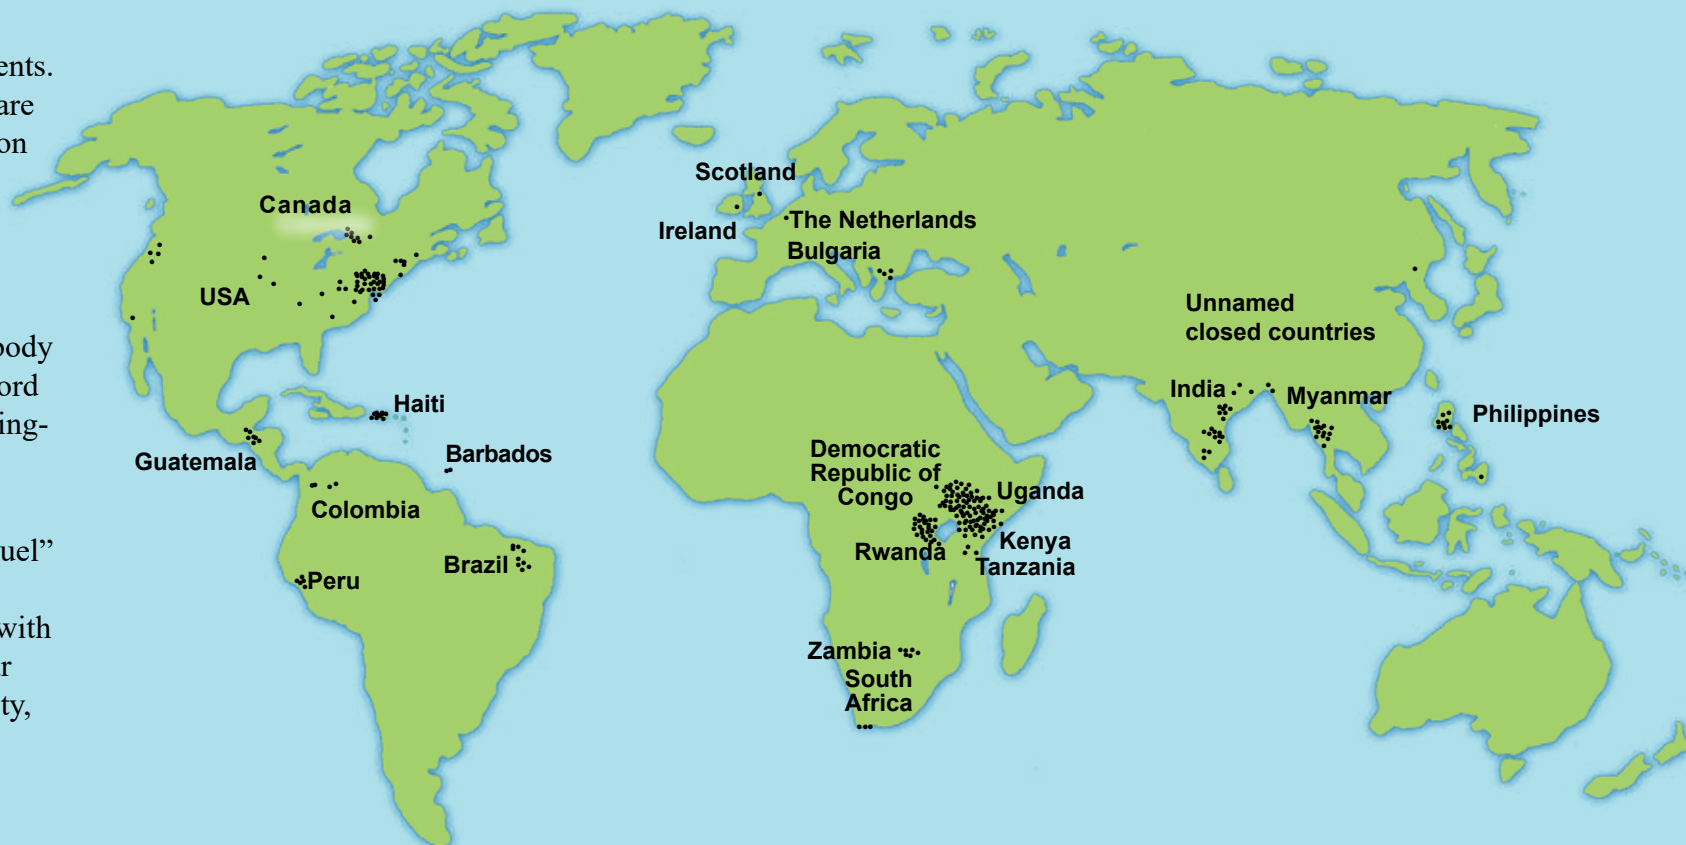 ents.
are
on
body
ord
ing-
uel”
with
r
ty,
Canada
USA
Haiti
Guatemala
Barbados
Colombia
Brazil
Peru
Scotland
Ireland
The Netherlands
Bulgaria
Democratic
Republic of
Congo
Uganda
Rwanda
Kenya
Tanzania
Zambia
South
Africa
Unnamed
closed countries
India
Myanmar
Philippines